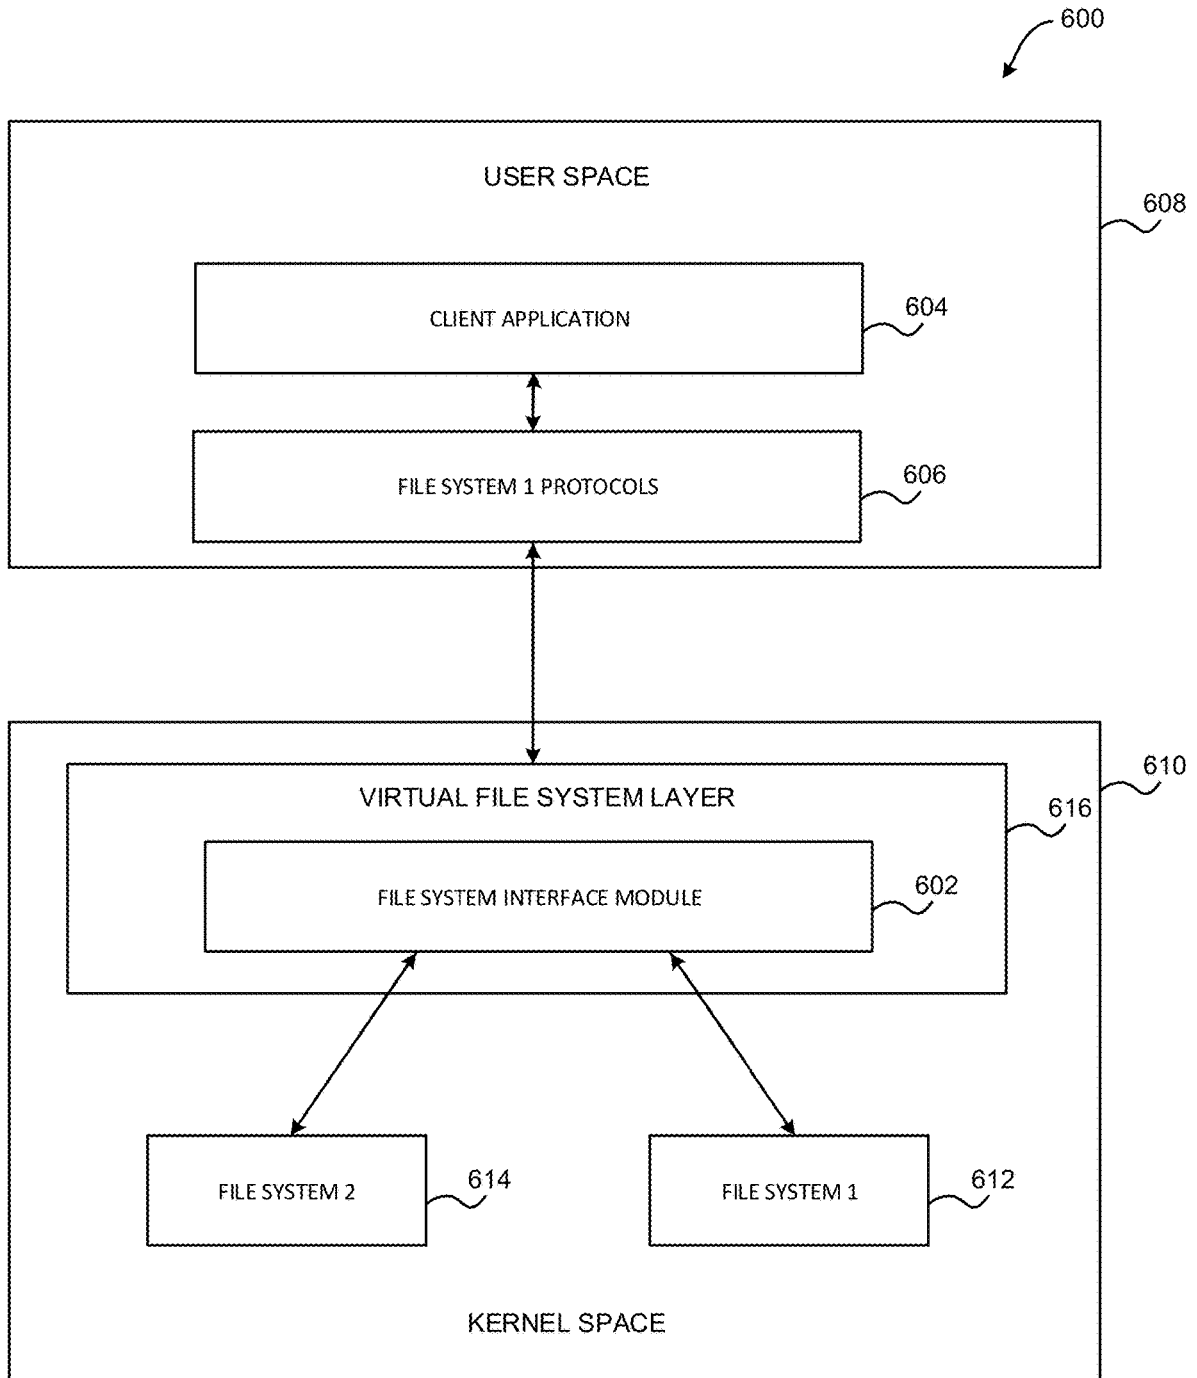 600
USER SPACE
608
CLIENT APPLICATION
604
FILE SYSTEM 1 PROTOCOLS
606
610
VIRTUAL FILE SYSTEM LAYER
616
FILE SYSTEM INTERFACE MODULE
602
FILE SYSTEM 2
614
FILE SYSTEM 1
612
KERNEL SPACE